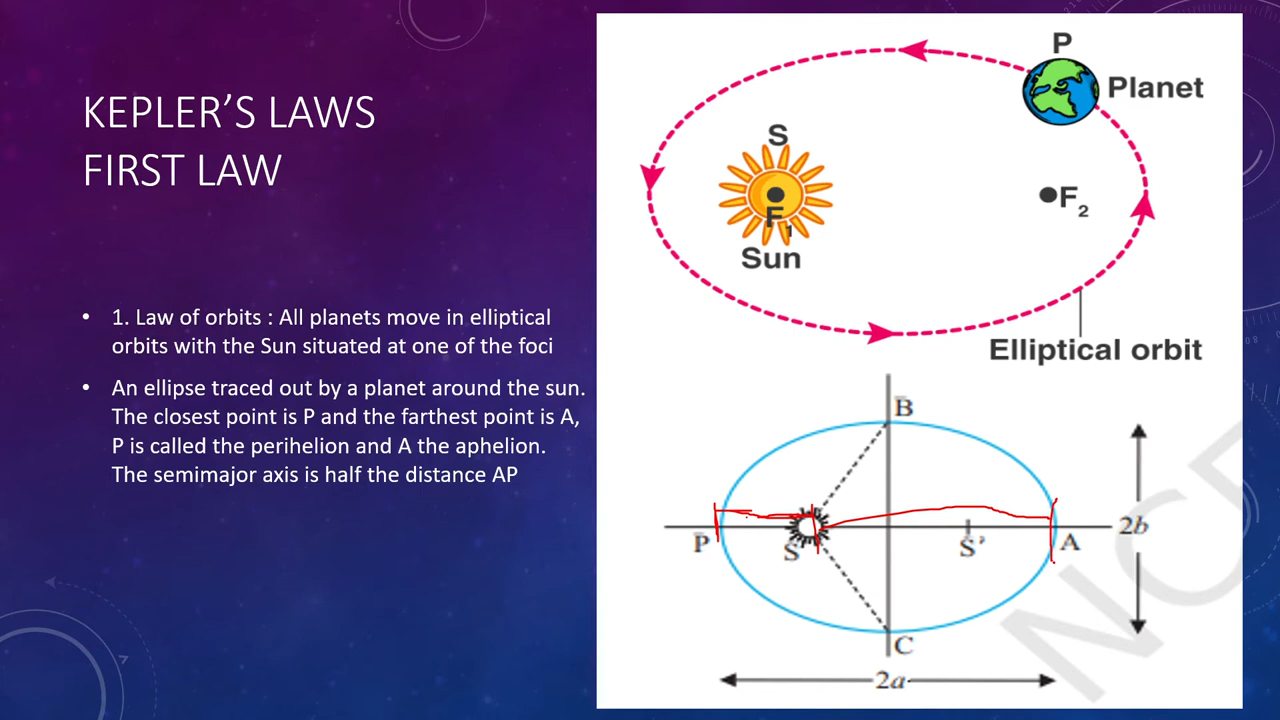 KEPLER’S LAWS
FIRST LAW
• 1. Law of orbits : All planets move in elliptical
orbits with the Sun situated at one of the foci
• An ellipse traced out by a planet around the sun.
The closest point is P and the farthest point is A,
P is called the perihelion and A the aphelion.
The semimajor axis is half the distance AP
P
Planet
S
F1
F2
Sun
Elliptical orbit
B
2b
P
S
S’
A
C
2a